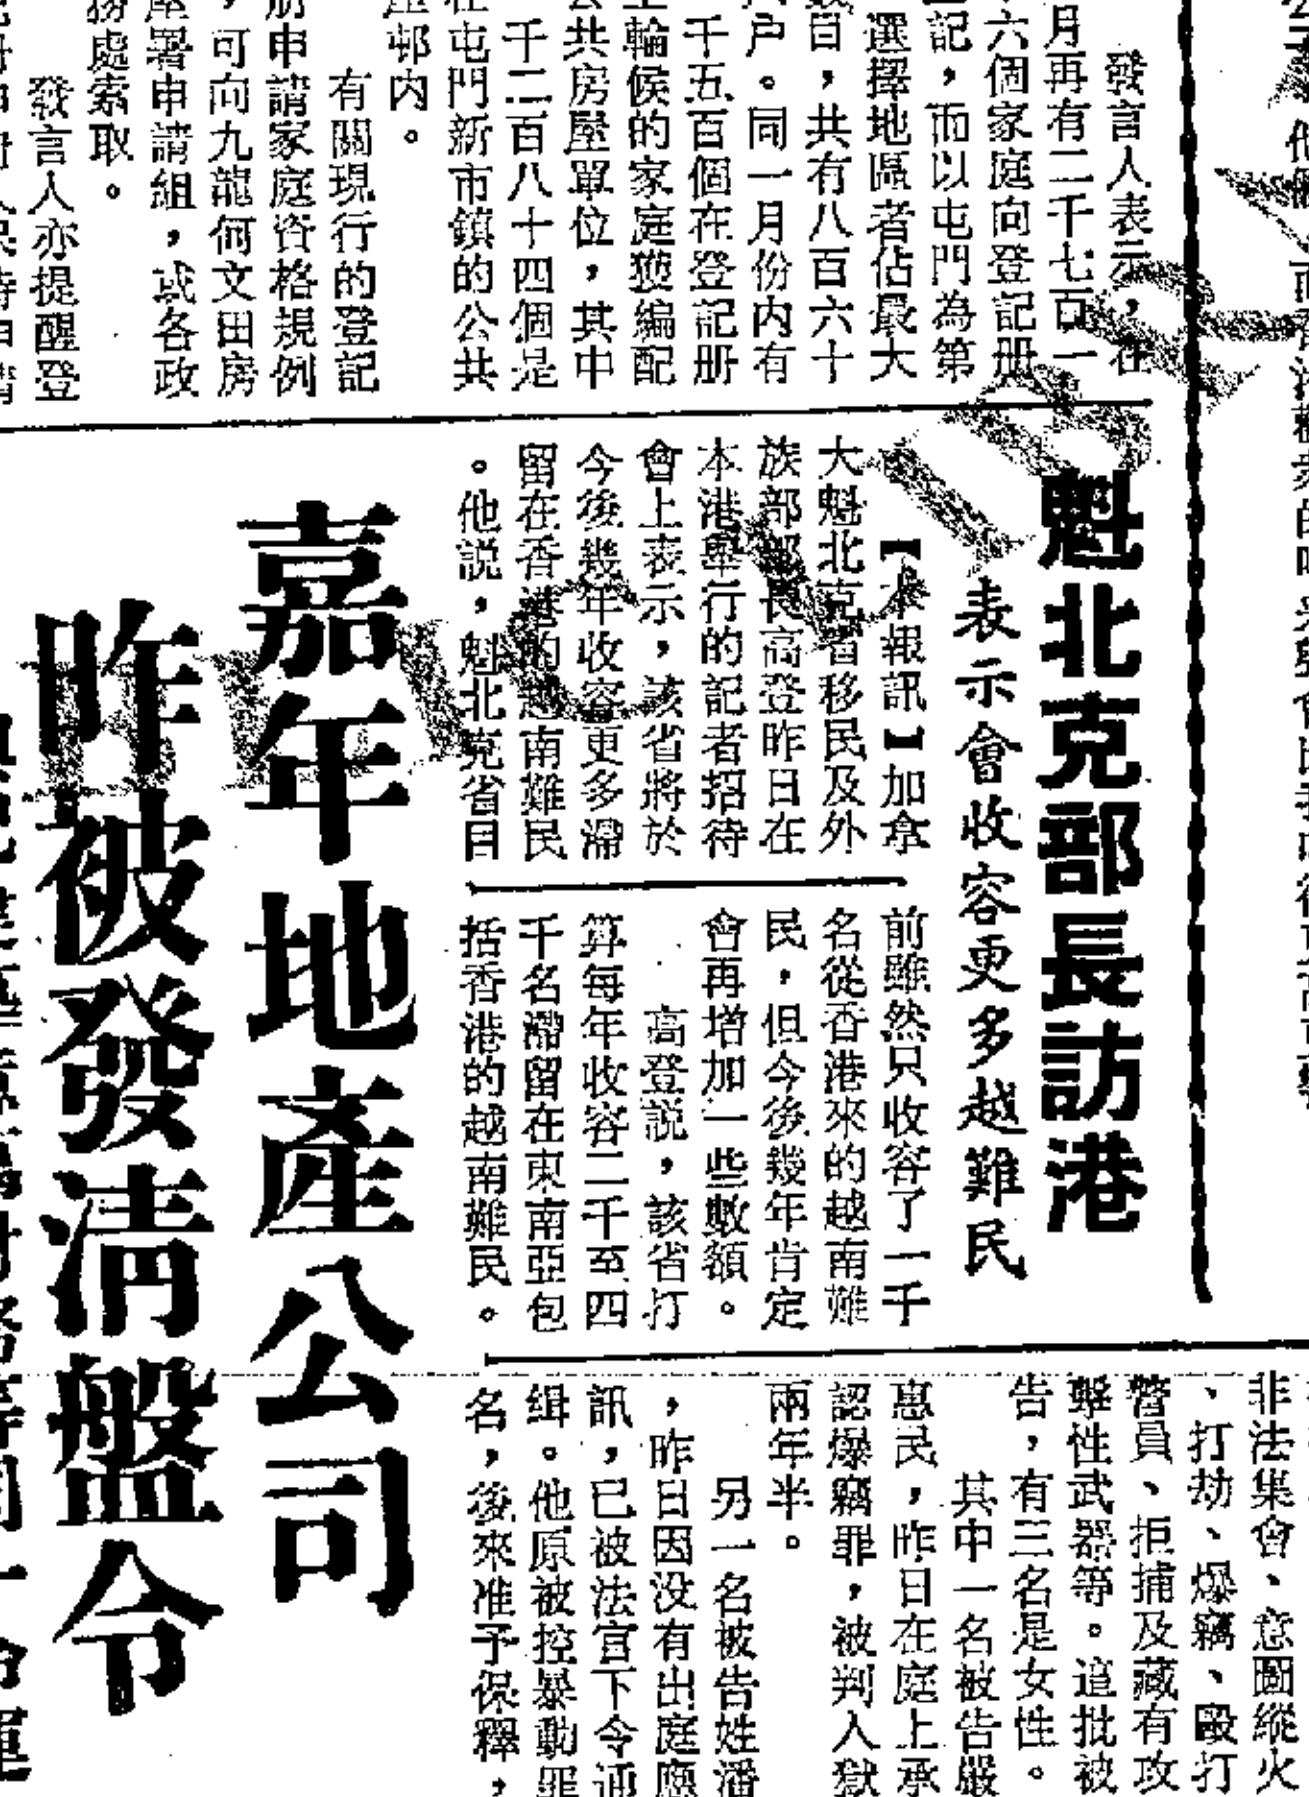 發言人表示，在
月再有二千七百一
六個家庭向登記册
記，而以屯門為第
選擇地區者佔最大
數目，共有八百六十
户。同一月份內有
千五百個在登記册
輪候的家庭獲編配
公共房屋單位，其中
千二百八十四個是
在屯門新市鎮的公共
邨內。
有關現行的登記
册申請家庭資格規例
，可向九龍何文田房
屋署申請組，或各政
務處索取。
發言人亦提醒登
魁北克部長訪港
表示會收容更多越難民
【本報訊】加拿
大魁北克省移民及外
族部部長高登昨日在
本港舉行的記者招待
會上表示，該省將於
今後幾年收容更多滯
留在香港的越南難民
。他説，魁北克省目
前雖然只收容了一千
名從香港來的越南難
民，但今後幾年肯定
會再增加一些數額。
高登説，該省打
算每年收容二千至四
千名滯留在東南亞包
括香港的越南難民。
嘉年地產公司
昨被發清盤令
非法集會、意圖縱火
、打劫、爆竊、毆打
警員、拒捕及藏有攻
擊性武器等。這批被
告，有三名是女性。
其中一名被告嚴
惠民，昨日在庭上承
認爆竊罪，被判入獄
兩年半。
另一名被告姓潘
，昨日因没有出庭應
訊，已被法官下令通
緝。他原被控暴動罪
名，後來准予保釋，